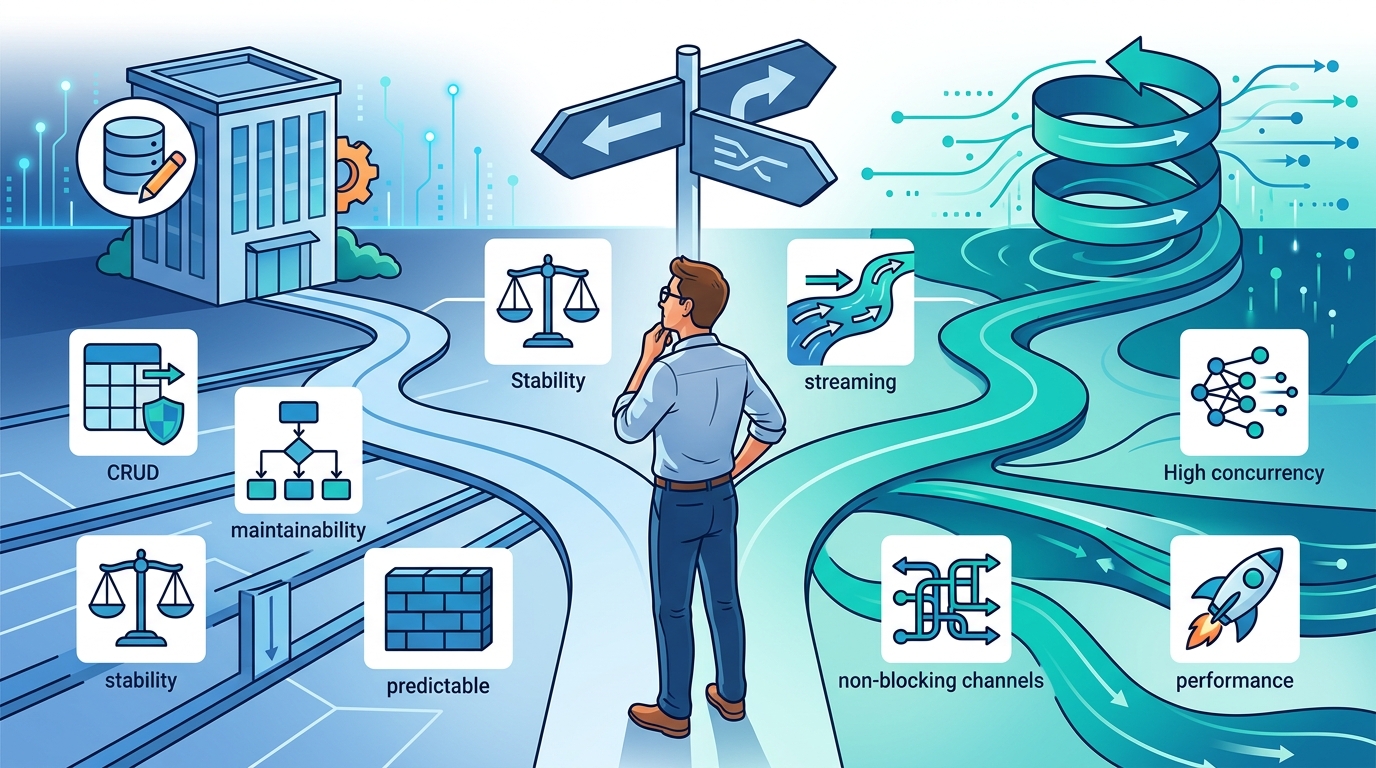 Stability
streaming
CRUD
maintainability
High concurrency
stability
predictable
non-blocking channels
performance